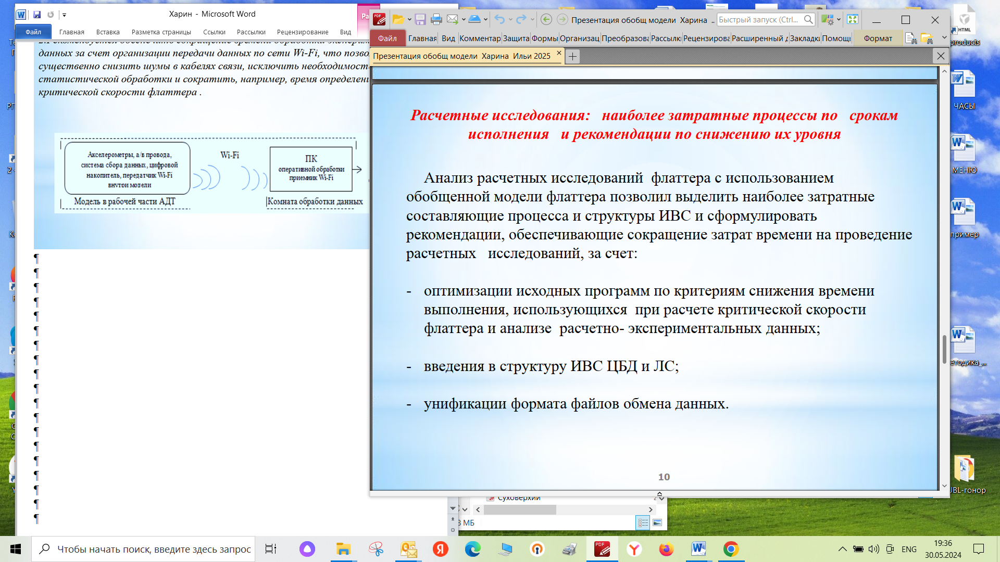 Харин - Microsoft Word
Файл
Главная
Вставка
Разметка страницы
Ссылки
Рассылки
Рецензирование
Вид
данных за счет организации передачи данных по сети Wi-Fi, что
существенно снизить шумы в кабелях связи, исключить
статистической обработки и сократить, например, время
критической скорости флаттера .
Акселерометры, а/в провода,
система сбора данных, цифровой
накопитель, передатчик Wi-Fi
внутри модели
Wi-Fi
ПК
оперативной обработки
приемник Wi-Fi
Модель в рабочей части АДТ
Комната обработки данных
Презентация обобщ модели Харина ..
Быстрый запуск (Ctrl...
Файл
Главная
Вид
Комментар
Защита
Формы
Организац
Преобразова
Рассылк
Рецензирова
Расширенный д
Закладк
Помощь
Формат
Презентация обобщ модели Харина Ильи 2025
Расчетные исследования: наиболее затратные процессы по срокам
исполнения и рекомендации по снижению их уровня
Анализ расчетных исследований флаттера с использованием
обобщенной модели флаттера позволил выделить наиболее затратные
составляющие процесса и структуры ИВС и сформулировать
рекомендации, обеспечивающие сокращение затрат времени на проведение
расчетных исследований, за счет:
- оптимизации исходных программ по критериям снижения времени
выполнения, использующихся при расчете критической скорости
флаттера и анализе расчетно- экспериментальных данных;
- введения в структуру ИВС ЦБД и ЛС;
- унификации формата файлов обмена данных.
10
Суховерхий
МБ
HTML
products
ЧАСЫ
МЕНЮ
пример
JBL-гонор
Чтобы начать поиск, введите здесь запрос
ENG
19:36
30.05.2024